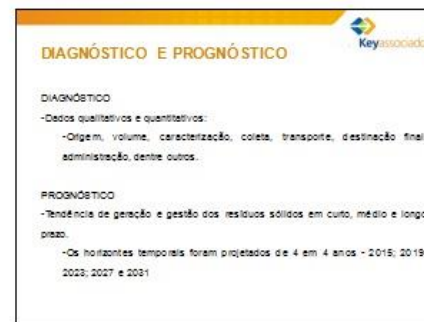 Keyassociado
DIAGNÓSTICO E PROGNÓSTICO
DIAGNÓSTICO
-Dados qualitativos e quantitativos:
-Origem, volume, caracterização, coleta, transporte, destinação final,
administração, dentre outros.
PROGNÓSTICO
-Tendência de geração e gestão dos resíduos sólidos em curto, médio e longo
prazo.
-Os horizontes temporais foram projetados de 4 em 4 anos - 2015; 2019;
2023; 2027 e 2031